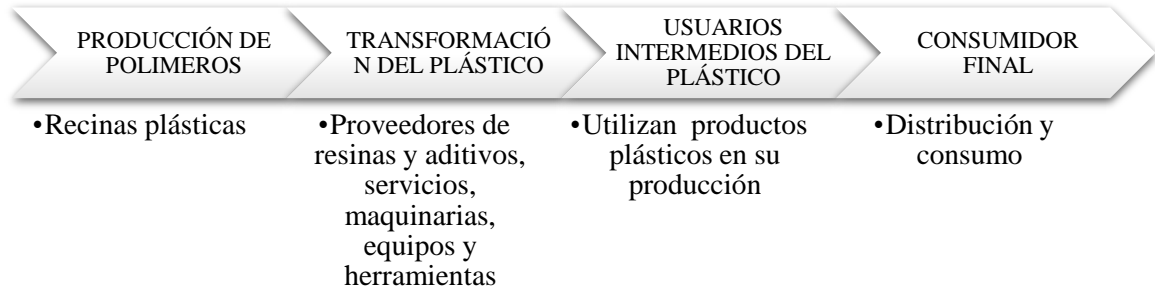 PRODUCCIÓN DE
POLIMEROS
TRANSFORMACIÓ
N DEL PLÁSTICO
USUARIOS
INTERMEDIOS DEL
PLÁSTICO
CONSUMIDOR
FINAL
•Recinas plásticas
•Proveedores de
resinas y aditivos,
servicios,
maquinarias,
equipos y
herramientas
•Utilizan productos
plásticos en su
producción
•Distribución y
consumo